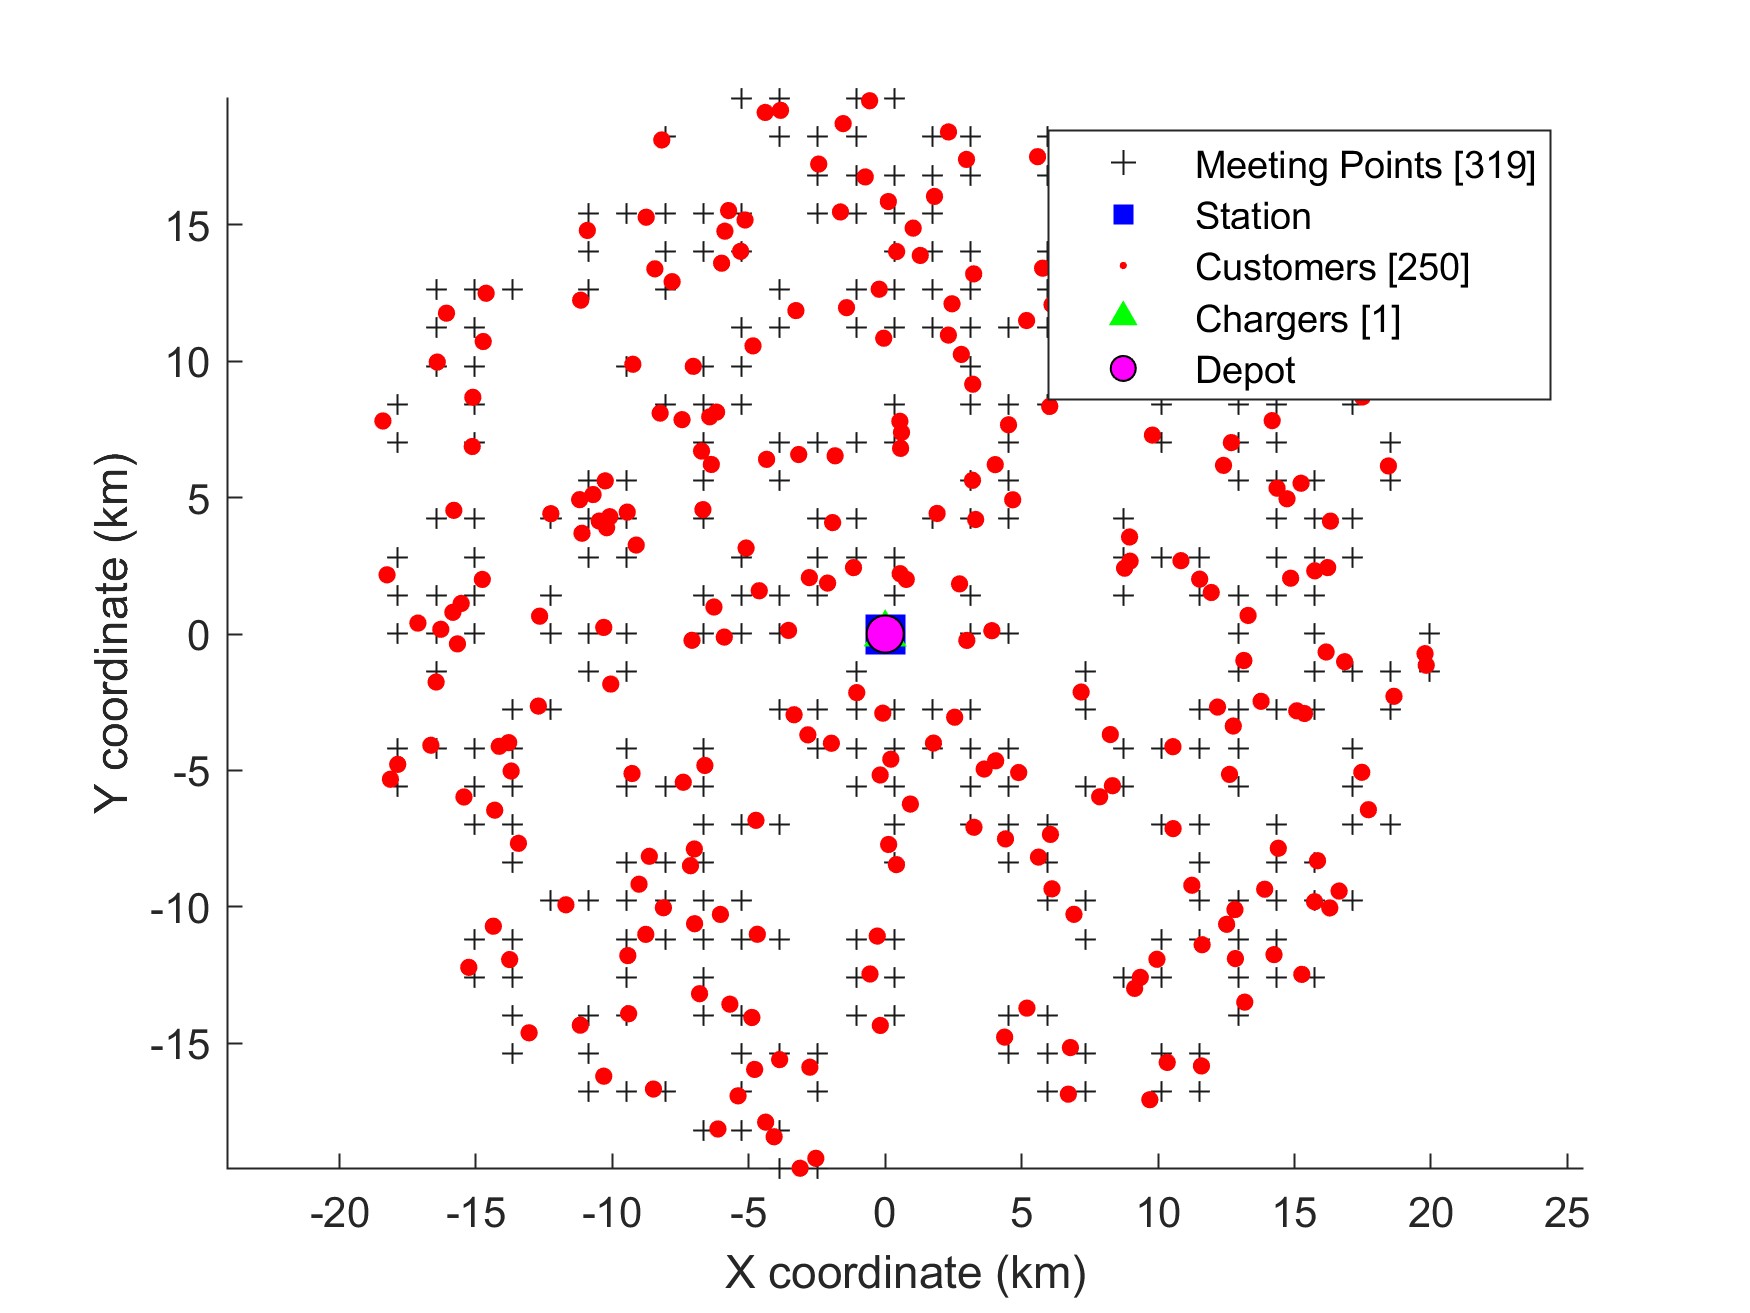 Meeting Points [319]
Station
Customers [250]
Chargers [1]
Depot
15
10
5
0
-5
-10
-15
Y coordinate (km)
-20 -15 -10 -5 0 5 10 15 20 25
X coordinate (km)